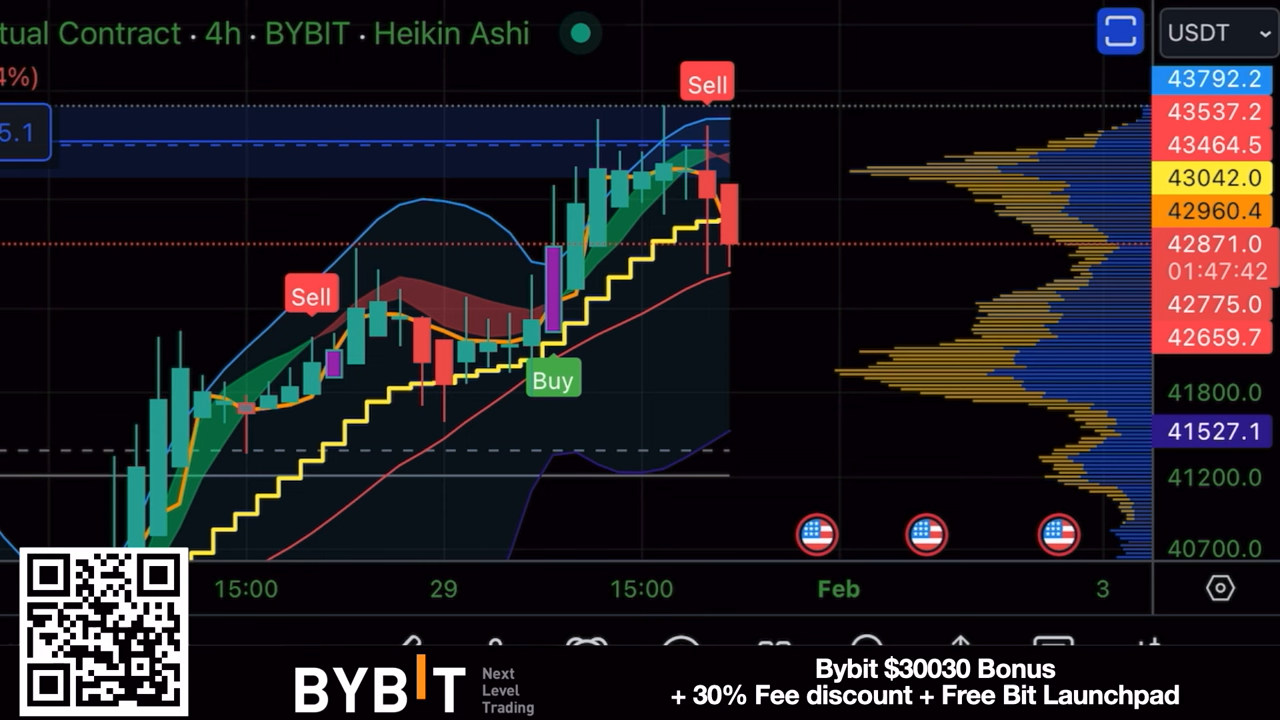 tual Contract · 4h · BYBIT · Heikin Ashi
USDT
4%)
43792.2
Sell
43537.2
5.1
43464.5
43042.0
42960.4
42871.0
01:47:42
Sell
42775.0
42659.7
Buy
41800.0
41527.1
41200.0
40700.0
15:00 29 15:00 Feb 3
BYBIT
Next
Level
Trading
Bybit $30030 Bonus
+ 30% Fee discount + Free Bit Launchpad